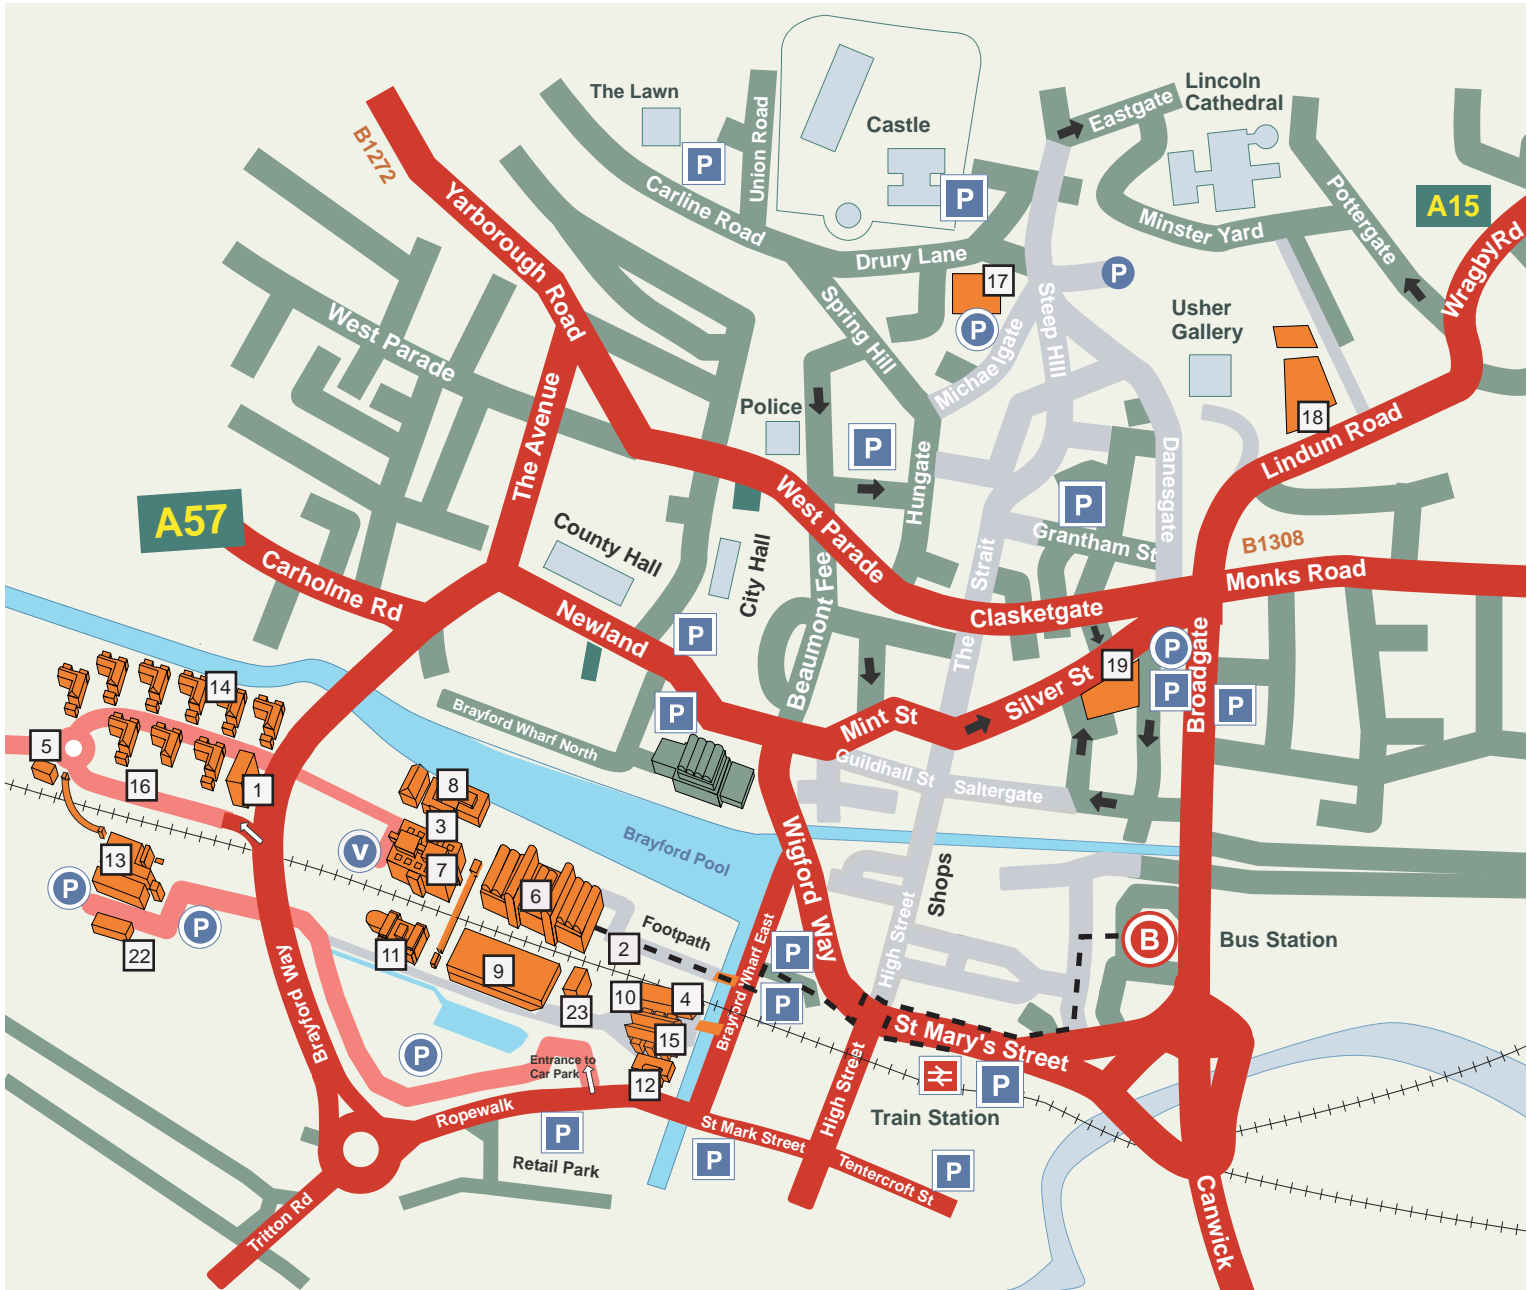 The Lawn
P
Union Road
Castle
P
Lincoln
Cathedral
Eastgate
B1272
Yarborough Road
Carline Road
Drury Lane
Minster Yard
Pottergate
A15
WragbyRd
17
P
P
Steep HIll
Michaelgate
Spring Hill
Usher
Gallery
West Parade
The Avenue
Police
P
18
Lindum Road
Danesgate
Hungate
P
Grantham St
A57
Carholme Rd
County Hall
City Hall
West Parade
Beaumont Fee
The Strait
B1308
Monks Road
Clasketgate
Newland
P
P
19
P
P
P
Broadgate
Silver St
Mint St
Guildhall St
Saltergate
14
5
16
1
Brayford Wharf North
8
3
7
V
6
Brayford Pool
Wigford Way
Shops
High Street
13
P
P
22
11
9
2
Footpath
23
10
4
15
12
Brayford Wharf East
P
P
B
Bus Station
Brayford Way
P
Entrance to
Car Park
St Mary's Street
P
Train Station
High Street
Ropewalk
P
Retail Park
St Mark Street
P
Tentercroft St
P
Tritton Rd
Canwick